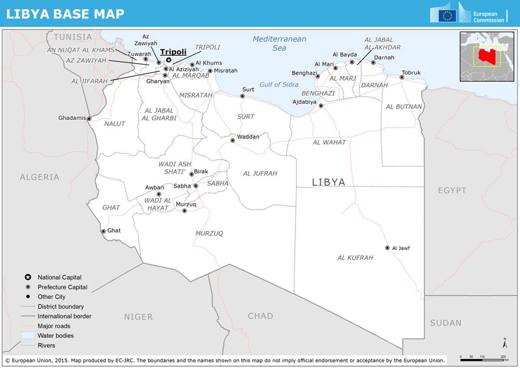 LIBYA BASE MAP
European
Commission
TUNISIA
Az
Zawiyah
Tripoli
TRIPOLI
Mediterranean
Sea
AL JABAL
AL AKHDAR
AN NUQAT AL KHAMS
Zuwarah
AZ ZAWIYAH
Al Khums
Al Aziziyah
Misratah
AL JIFARAH
Gharyan
AL MARQAB
Al Bayda
Darnah
Al Marj
Benghazi
AL MARJ
Tobruk
DARNAH
Gulf of Sidra
MISRATAH
Surt
BENGHAZI
Ajdabiya
AL BUTNAN
Ghadamis
NALUT
AL JABAL
AL GHARBI
SURT
Waddan
AL WAHAT
ALGERIA
WADI ASH
SHATI'
Birak
AL JUFRAH
LIBYA
EGYPT
Awbari
Sabha
SABHA
GHAT
WADI AL
HAYAT
Murzuq
Ghat
MURZUQ
Al Jawf
AL KUFRAH
National Capital
Prefecture Capital
Other City
District boundary
International border
Major roads
Water bodies
Rivers
NIGER
CHAD
SUDAN
© European Union, 2015. Map produced by EC-JRC. The boundaries and the names shown on this map do not imply official endorsement or acceptance by the European Union.